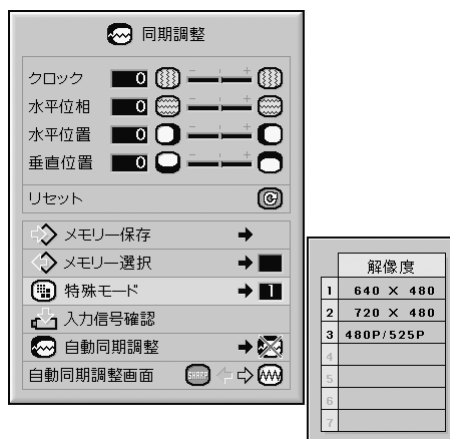 同期調整
クロック 0 − +
水平位相 0 − +
水平位置 0 − +
垂直位置 0 − +
リセット
メモリー保存
メモリー選択
特殊モード 1
入力信号確認
自動同期調整
自動同期調整画面 SHARP
解像度
1 640 × 480
2 720 × 480
3 480P/525P
4
5
6
7